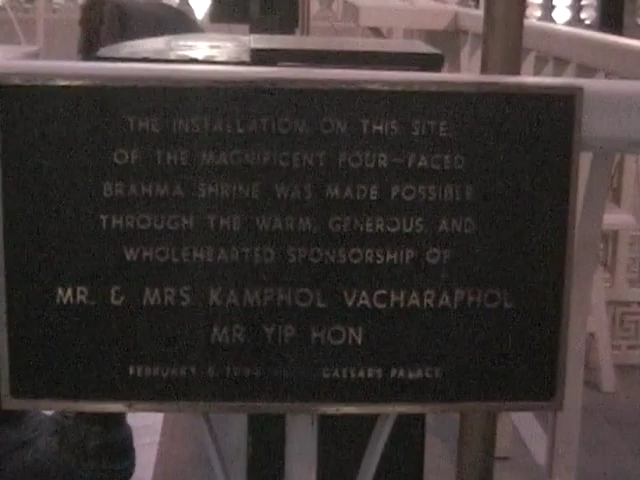 THE INSTALLATION ON THIS SITE,
OF THE MAGNIFICENT FOUR-FACED
BRAHMA SHRINE WAS MADE POSSIBLE
THROUGH THE WARM, GENEROUS, AND
WHOLEHEARTED SPONSORSHIP OF
MR. & MRS KAMPHOL VACHARAPHOL
MR YIP HON
FEBRUARY CAESARS PALACE